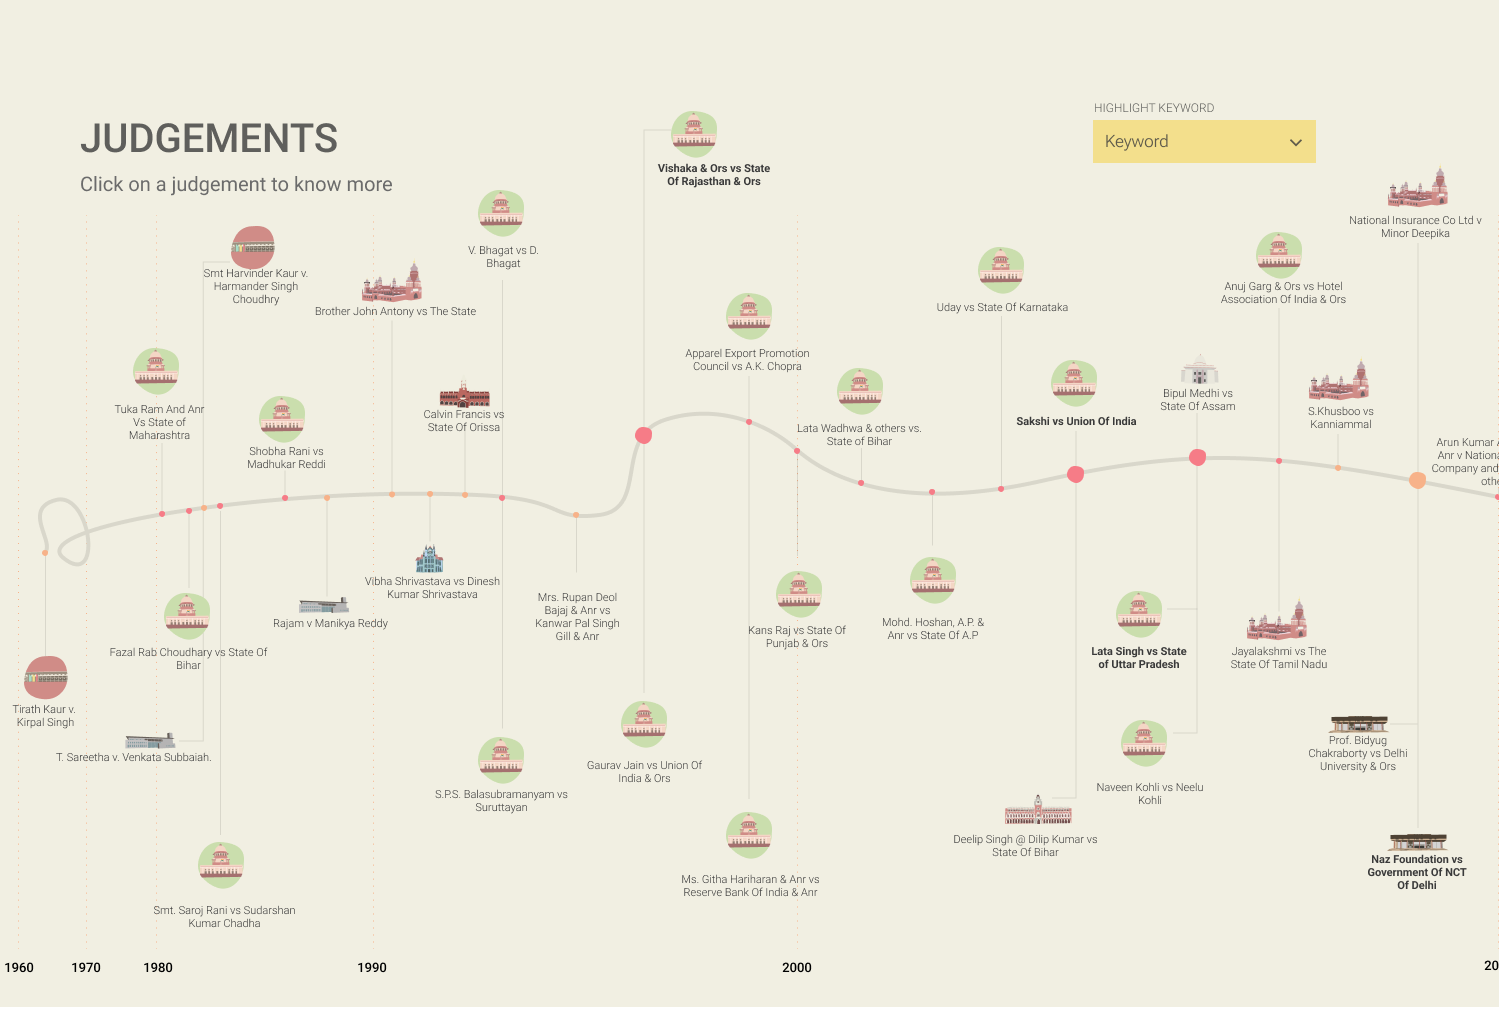 JUDGEMENTS
Click on a judgement to know more
HIGHLIGHT KEYWORD
Keyword
Vishaka & Ors vs State
Of Rajasthan & Ors
National Insurance Co Ltd v
Minor Deepika
V. Bhagat vs D.
Bhagat
Smt Harvinder Kaur v.
Harmander Singh
Choudhry
Brother John Antony vs The State
Uday vs State Of Karnataka
Anuj Garg & Ors vs Hotel
Association Of India & Ors
Apparel Export Promotion
Council vs A.K. Chopra
Tuka Ram And Anr
Vs State of
Maharashtra
Calvin Francis vs
State Of Orissa
Shobha Rani vs
Madhukar Reddi
Lata Wadhwa & others vs.
State of Bihar
Sakshi vs Union Of India
Bipul Medhi vs
State Of Assam
S.Khusboo vs
Kanniammal
Arun Kumar A
Anr v Nationa
Company and
othe
Vibha Shrivastava vs Dinesh
Kumar Shrivastava
Rajam v Manikya Reddy
Mrs. Rupan Deol
Bajaj & Anr vs
Kanwar Pal Singh
Gill & Anr
Kans Raj vs State Of
Punjab & Ors
Mohd. Hoshan, A.P. &
Anr vs State Of A.P
Fazal Rab Choudhary vs State Of
Bihar
Lata Singh vs State
of Uttar Pradesh
Jayalakshmi vs The
State Of Tamil Nadu
Tirath Kaur v.
Kirpal Singh
T. Sareetha v. Venkata Subbaiah.
Gaurav Jain vs Union Of
India & Ors
Prof. Bidyug
Chakraborty vs Delhi
University & Ors
S.P.S. Balasubramanyam vs
Suruttayan
Naveen Kohli vs Neelu
Kohli
Deelip Singh @ Dilip Kumar vs
State Of Bihar
Naz Foundation vs
Government Of NCT
Of Delhi
Ms. Githa Hariharan & Anr vs
Reserve Bank Of India & Anr
Smt. Saroj Rani vs Sudarshan
Kumar Chadha
1960
1970
1980
1990
2000
20